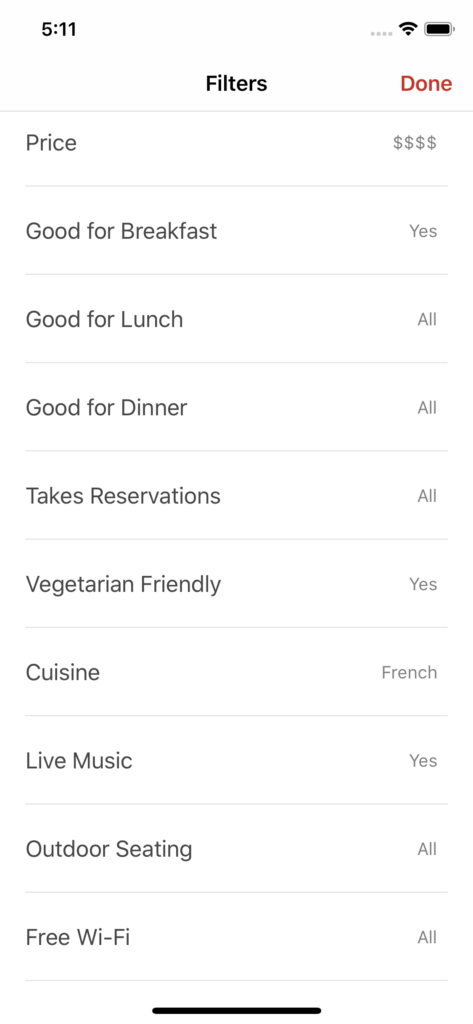 5:11
Filters Done
Price $$$$
Good for Breakfast Yes
Good for Lunch All
Good for Dinner All
Takes Reservations All
Vegetarian Friendly Yes
Cuisine French
Live Music Yes
Outdoor Seating All
Free Wi-Fi All